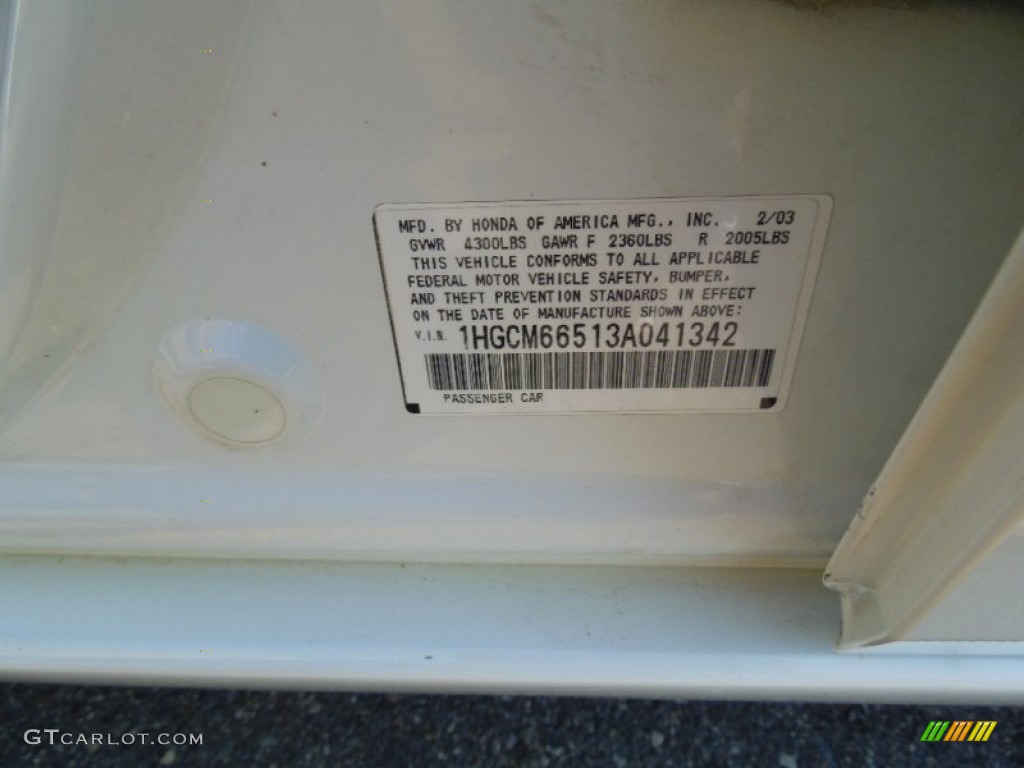 MFD. BY HONDA OF AMERICA MFG., INC. 2/03
GVWR 4300LBS GAWR F 2360LBS R 2005LBS
THIS VEHICLE CONFORMS TO ALL APPLICABLE
FEDERAL MOTOR VEHICLE SAFETY, BUMPER,
AND THEFT PREVENTION STANDARDS IN EFFECT
ON THE DATE OF MANUFACTURE SHOWN ABOVE:
V.I.N. 1HGCM66513A041342
PASSENGER CAR
GTCARLOT.COM